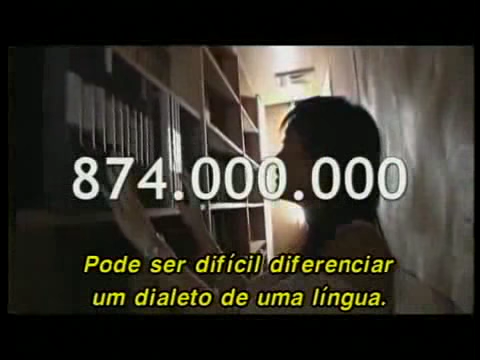 874.000.000
Pode ser difícil diferenciar
um dialeto de uma língua.